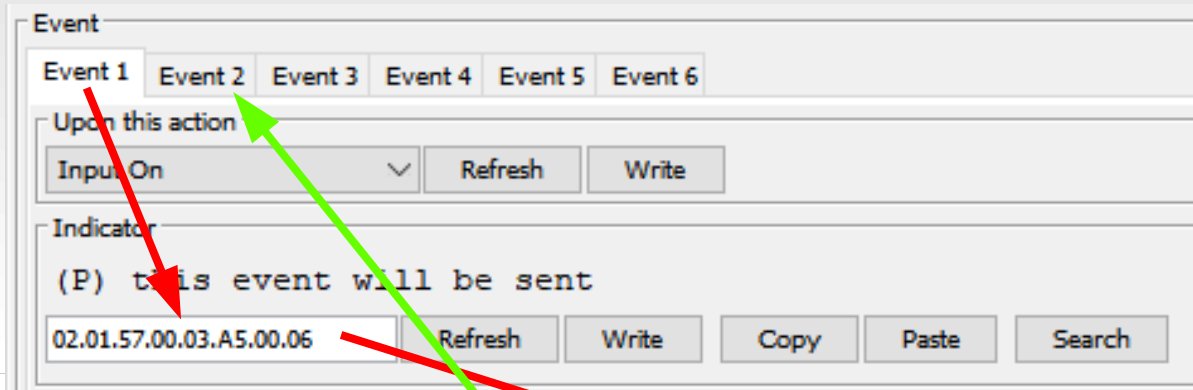 Event
Event 1 Event 2 Event 3 Event 4 Event 5 Event 6
Upon this action
Input On Refresh Write
Indicator
(P) this event will be sent
02.01.57.00.03.A5.00.06 Refresh Write Copy Paste Search